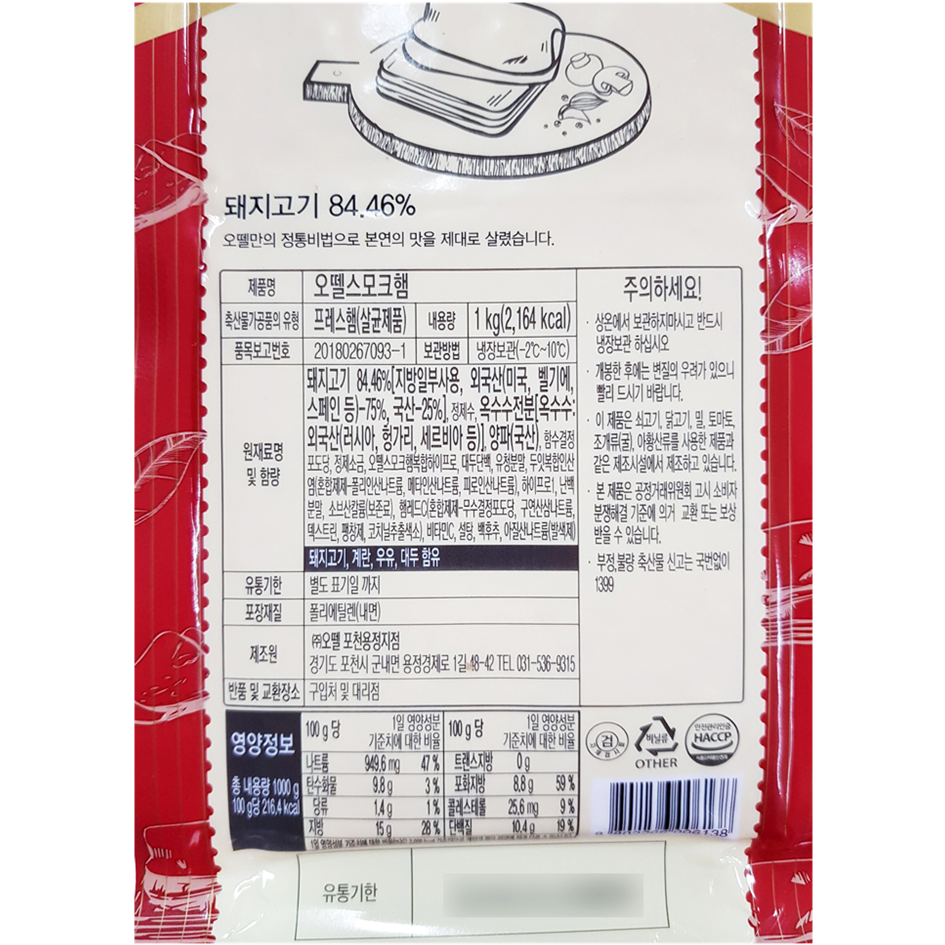 돼지고기 84.46%
오뗄만의 정통비법으로 본연의 맛을 제대로 살렸습니다.
제품명 오뗄스모크햄
축산물가공품의 유형 프레스햄(살균제품) 내용량 1 kg(2,164 kcal)
품목보고번호 20180267093-1 보관방법 냉장보관(-2℃~10℃)
원재료명
및 함량
돼지고기 84.46%[지방일부사용, 외국산(미국, 벨기에,
스페인 등)-75%, 국산-25%], 정제수, 옥수수전분[옥수수:
외국산(러시아, 헝가리, 세르비아 등)], 양파(국산), 함수결정
포도당, 정제소금, 오뗄스모크햄복합하이프로, 대두단백, 유청분말, 두잇복합인산
염(혼합제제-폴리인산나트륨, 메타인산나트륨, 피로인산나트륨), 하이프로1, 난백
분말, 소브산칼륨(보존료), 햄레드C(혼합제제-무수결정포도당, 구연산삼나트륨,
덱스트린, 팽창제, 코치닐추출색소), 비타민C, 설탕, 백후추, 아질산나트륨(발색제)
돼지고기, 계란, 우유, 대두 함유
유통기한 별도 표기일 까지
포장재질 폴리에틸렌(내면)
제조원
㈜오뗄 포천용정지점
경기도 포천시 군내면 용정경제로 1길 48-42 TEL 031-536-9315
반품 및 교환장소 구입처 및 대리점
주의하세요!
· 상온에서 보관하지마시고 반드시
냉장보관 하십시오
· 개봉한 후에는 변질의 우려가 있으니
빨리 드시기 바랍니다.
· 이 제품은 쇠고기, 닭고기, 밀, 토마토,
조개류(굴), 아황산류를 사용한 제품과
같은 제조시설에서 제조하고 있습니다.
· 본 제품은 공정거래위원회 고시 소비자
분쟁해결 기준에 의거 교환 또는 보상
받을 수 있습니다.
· 부정,불량 축산물 신고는 국번없이
1399
영양정보
총 내용량 1000 g
100 g당 216.4 kcal
100 g 당 1일 영양성분
기준치에 대한 비율
100 g 당 1일 영양성분
기준치에 대한 비율
나트륨 949.6 mg 47 % 트랜스지방 0 g
탄수화물 9.8 g 3 % 포화지방 8.8 g 59 %
당류 1.4 g 1 % 콜레스테롤 25.6 mg 9 %
지방 15 g 28 % 단백질 10.4 g 19 %
검
비닐류
OTHER
안전관리인증
HACCP
유통기한